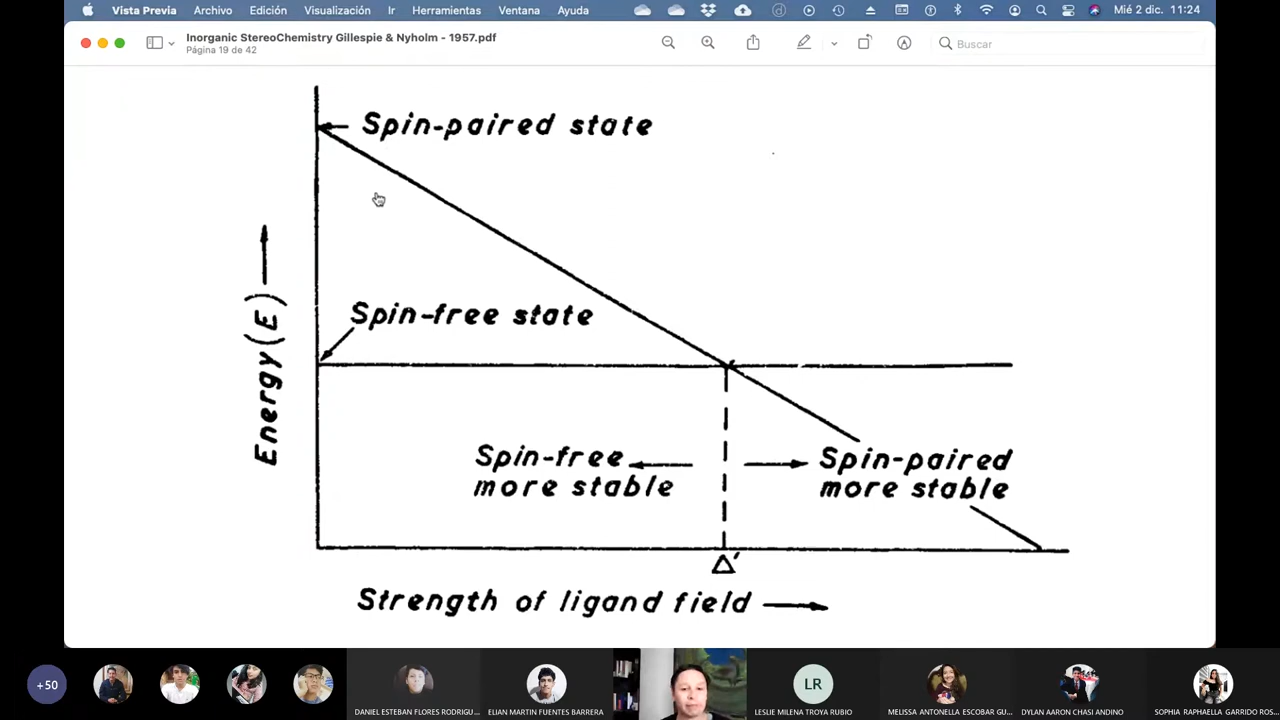 Vista Previa Archivo Edición Visualización Ir Herramientas Ventana Ayuda Mié 2 dic. 11:24
Inorganic StereoChemistry Gillespie & Nyholm - 1957.pdf
Página 19 de 42
Buscar
Spin-paired state
Spin-free state
Energy (E)
Spin-free
more stable
Spin-paired
more stable
Δ'
Strength of ligand field
+50
DANIEL ESTEBAN FLORES RODRIGU...
ELIAN MARTIN FUENTES BARRERA
LR
LESLIE MILENA TROYA RUBIO
MELISSA ANTONELLA ESCOBAR GU...
DYLAN AARON CHASI ANDINO
SOPHIA RAPHAELLA GARRIDO ROS...